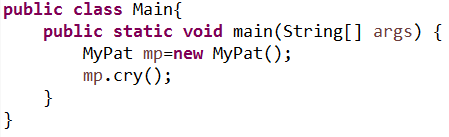 public class Main{
    public static void main(String[] args) {
        MyPat mp=new MyPat();
        mp.cry();
    }
}